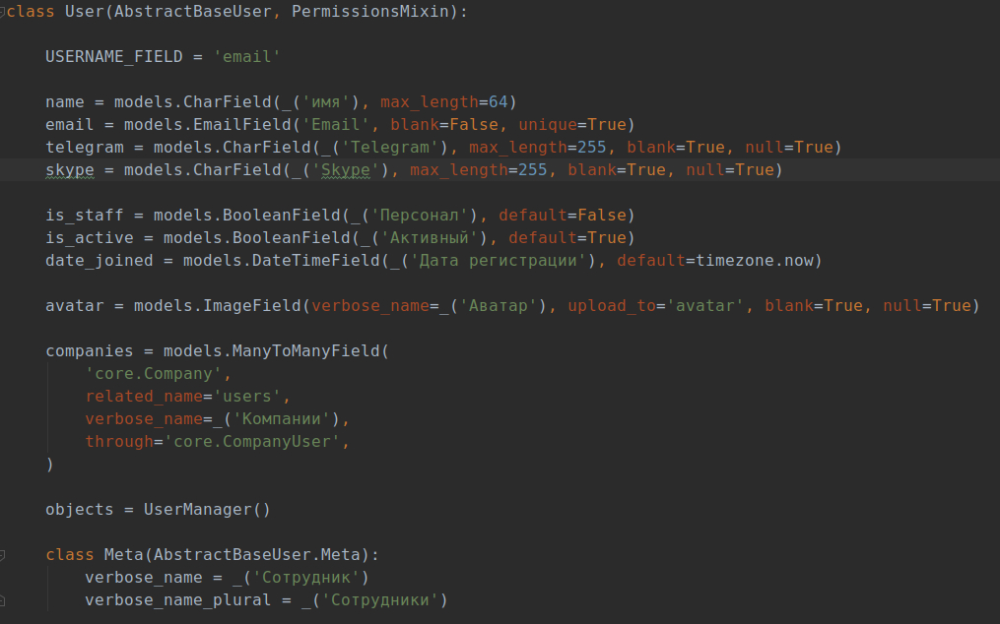 class User(AbstractBaseUser, PermissionsMixin):
USERNAME_FIELD = 'email'
name = models.CharField(_('имя'), max_length=64)
email = models.EmailField('Email', blank=False, unique=True)
telegram = models.CharField(_('Telegram'), max_length=255, blank=True, null=True)
skype = models.CharField(_('Skype'), max_length=255, blank=True, null=True)
is_staff = models.BooleanField(_('Персонал'), default=False)
is_active = models.BooleanField(_('Активный'), default=True)
date_joined = models.DateTimeField(_('Дата регистрации'), default=timezone.now)
avatar = models.ImageField(verbose_name=_('Аватар'), upload_to='avatar', blank=True, null=True)
companies = models.ManyToManyField(
'core.Company',
related_name='users',
verbose_name=_('Компании'),
through='core.CompanyUser',
)
objects = UserManager()
class Meta(AbstractBaseUser.Meta):
verbose_name = _('Сотрудник')
verbose_name_plural = _('Сотрудники')